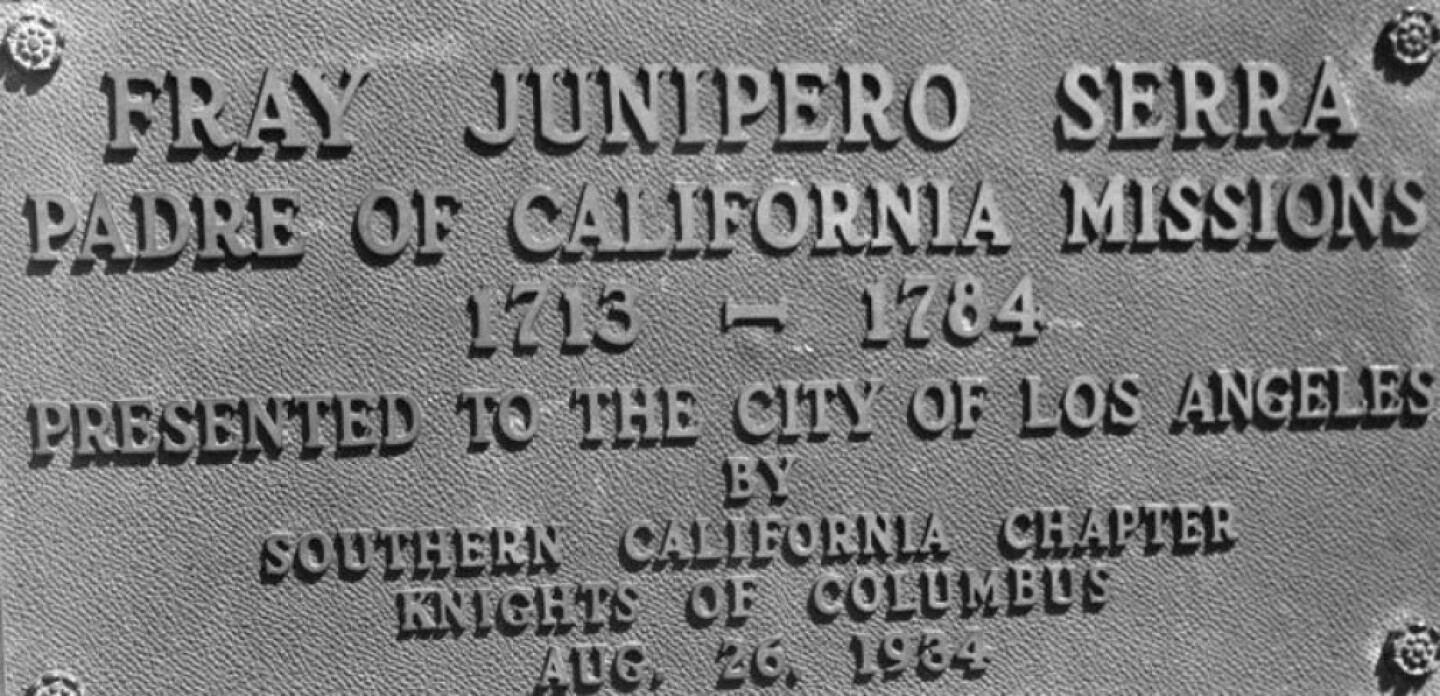 FRAY JUNIPERO SERRA
PADRE OF CALIFORNIA MISSIONS
1713 — 1784
PRESENTED TO THE CITY OF LOS ANGELES
BY
SOUTHERN CALIFORNIA CHAPTER
KNIGHTS OF COLUMBUS
AUG. 26, 1934